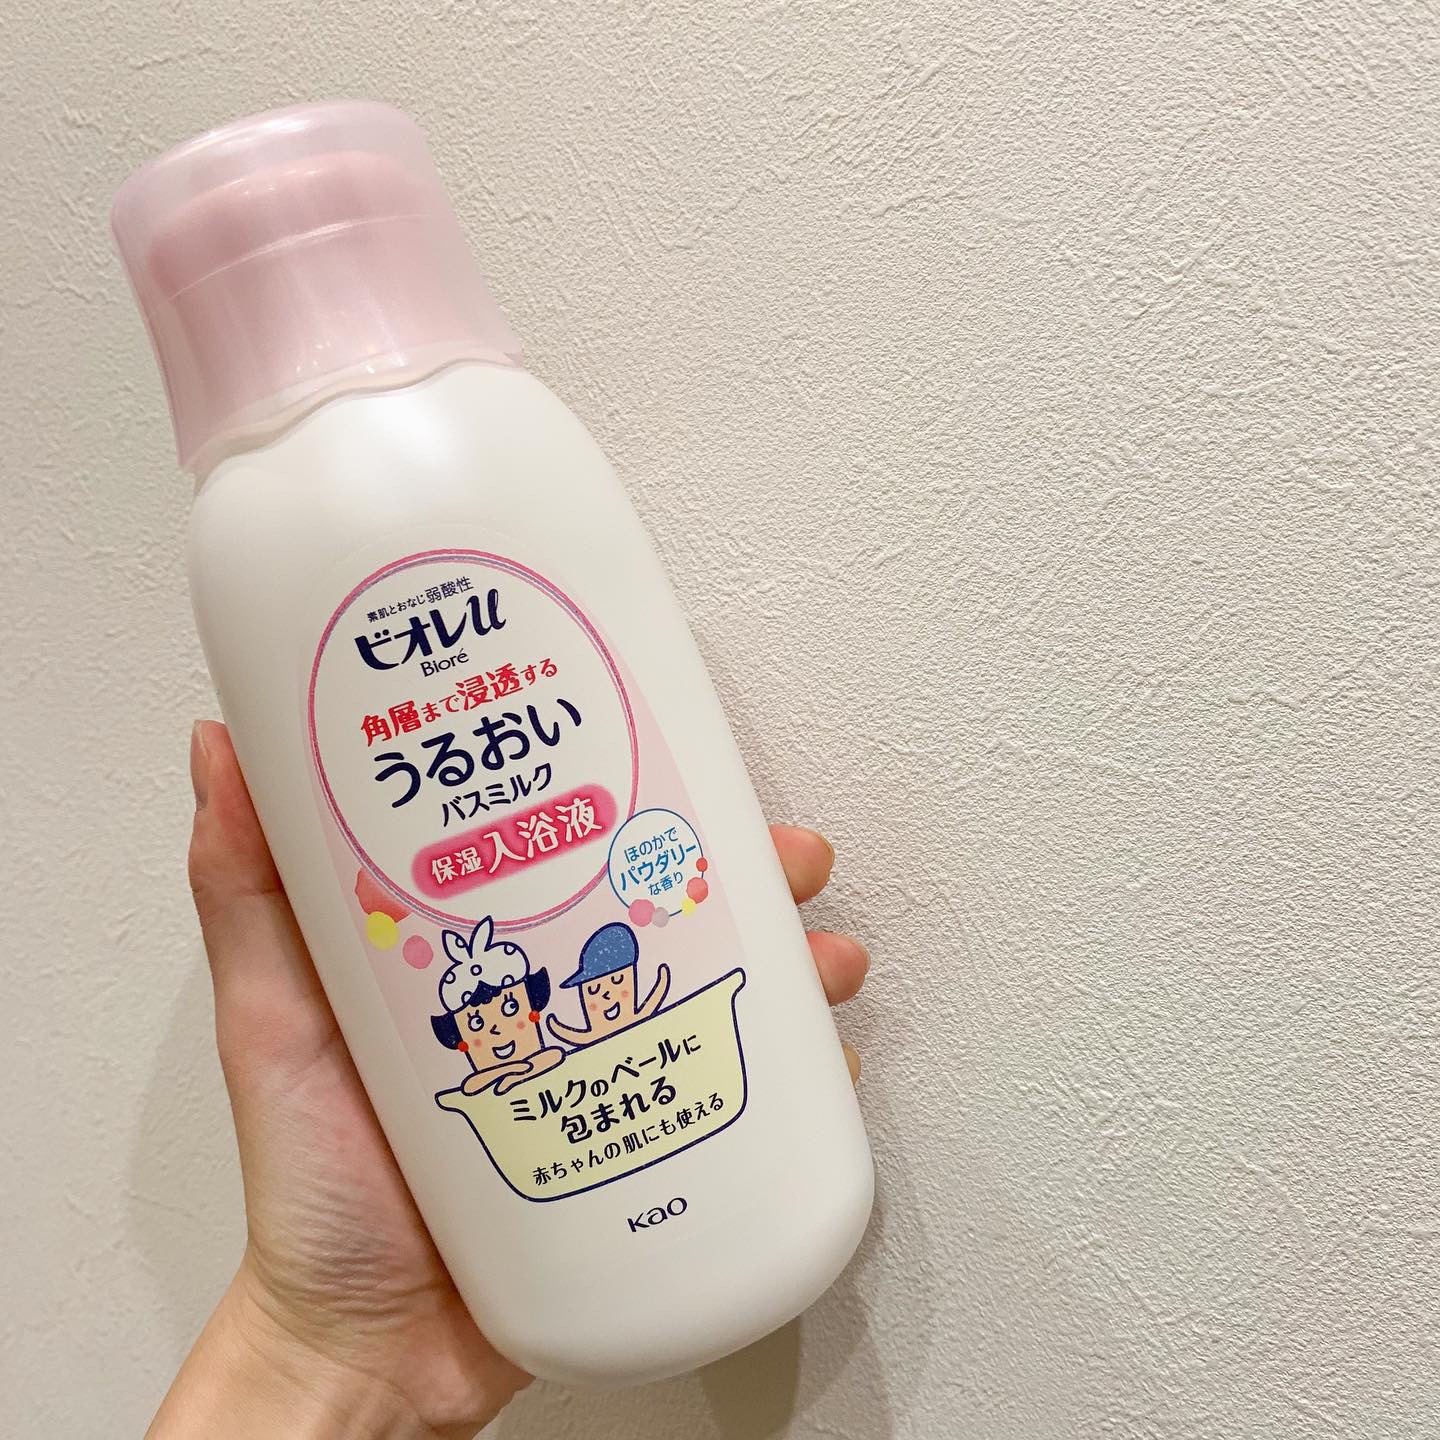 素肌とおなじ弱酸性
ビオレu
Bioré
角層まで浸透する
うるおい
バスミルク
保湿入浴液
ほのかで
パウダリー
な香り
ミルクのベールに
包まれる
赤ちゃんの肌にも使える
Kao